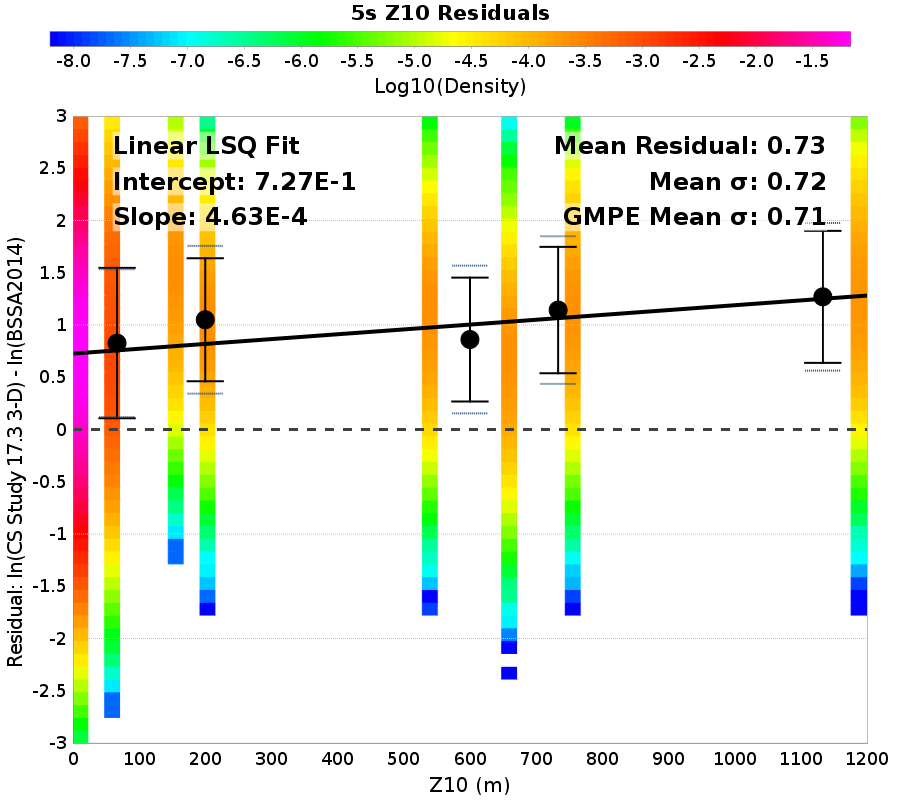 5s Z10 Residuals
-8.0 -7.5 -7.0 -6.5 -6.0 -5.5 -5.0 -4.5 -4.0 -3.5 -3.0 -2.5 -2.0 -1.5
Log10(Density)
Linear LSQ Fit
Intercept: 7.27E-1
Slope: 4.63E-4
Mean Residual: 0.73
Mean σ: 0.72
GMPE Mean σ: 0.71
Residual: ln(CS Study 17.3 3-D) - ln(BSSA2014)
3
2.5
2
1.5
1
0.5
0
-0.5
-1
-1.5
-2
-2.5
-3
0 100 200 300 400 500 600 700 800 900 1000 1100 1200
Z10 (m)